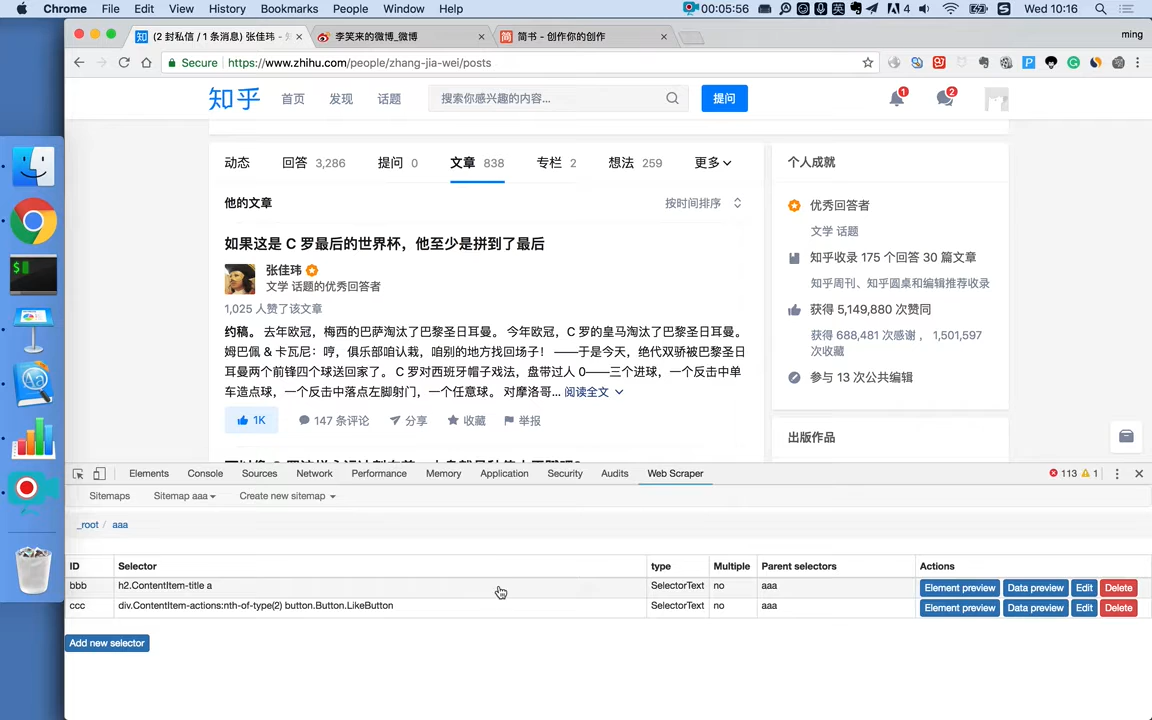 Chrome File Edit View History Bookmarks People Window Help 00:05:56 4 Wed 10:16
(2 封私信 / 1 条消息) 张佳玮 - 李笑来的微博_微博 简书 - 创作你的创作 ming
Secure https://www.zhihu.com/people/zhang-jia-wei/posts
知乎 首页 发现 话题 搜索你感兴趣的内容... 提问 1 2
动态 回答 3,286 提问 0 文章 838 专栏 2 想法 259 更多
个人成就
他的文章 按时间排序
优秀回答者
文学 话题
如果这是 C 罗最后的世界杯，他至少是拼到了最后
知乎收录 175 个回答 30 篇文章
张佳玮
知乎周刊、知乎圆桌和编辑推荐收录
文学 话题的优秀回答者
1,025 人赞了该文章
获得 5,149,880 次赞同
约稿。 去年欧冠，梅西的巴萨淘汰了巴黎圣日耳曼。 今年欧冠，C 罗的皇马淘汰了巴黎圣日耳曼。
获得 688,481 次感谢 ， 1,501,597
次收藏
姆巴佩 & 卡瓦尼：哼，俱乐部咱认栽，咱别的地方找回场子！ ——于是今天，绝代双骄被巴黎圣日
耳曼两个前锋四个球送回家了。 C 罗对西班牙帽子戏法，盘带过人 0——三个进球，一个反击中单
参与 13 次公共编辑
车造点球，一个反击中落点左脚射门，一个任意球。 对摩洛哥... 阅读全文
1K 147 条评论 分享 收藏 举报
出版作品
Elements Console Sources Network Performance Memory Application Security Audits Web Scraper 113 1
Sitemaps Sitemap aaa Create new sitemap
_root / aaa
ID Selector type Multiple Parent selectors Actions
bbb h2.ContentItem-title a SelectorText no aaa Element preview Data preview Edit Delete
ccc div.ContentItem-actions:nth-of-type(2) button.Button.LikeButton SelectorText no aaa Element preview Data preview Edit Delete
Add new selector